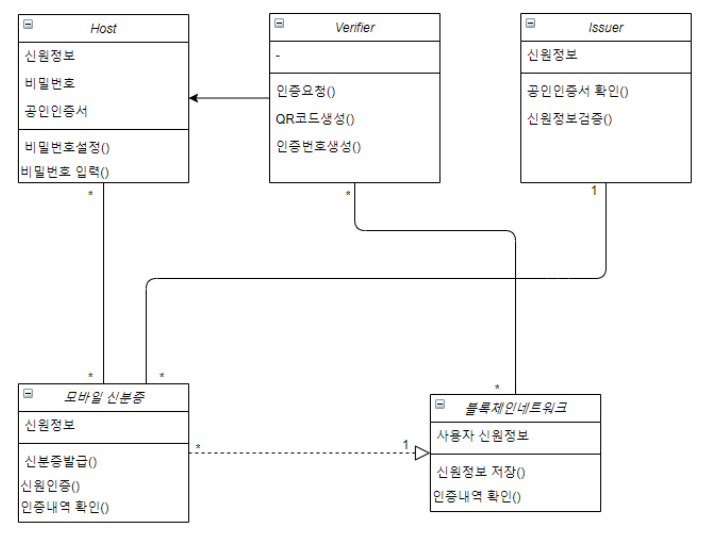 Host
신원정보
비밀번호
공인인증서
비밀번호설정()
비밀번호 입력()
Verifier
-
인증요청()
QR코드생성()
인증번호생성()
Issuer
신원정보
공인인증서 확인()
신원정보검증()
*
*
1
*
*
*
모바일 신분증
신원정보
신분증발급()
신원인증()
인증내역 확인()
*
1
블록체인네트워크
사용자 신원정보
신원정보 저장()
인증내역 확인()